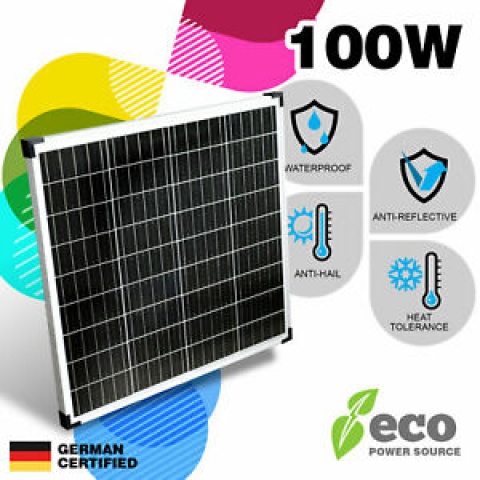 100W
WATERPROOF
ANTI-REFLECTIVE
ANTI-HAIL
HEAT
TOLERANCE
eco
POWER SOURCE
GERMAN
CERTIFIED